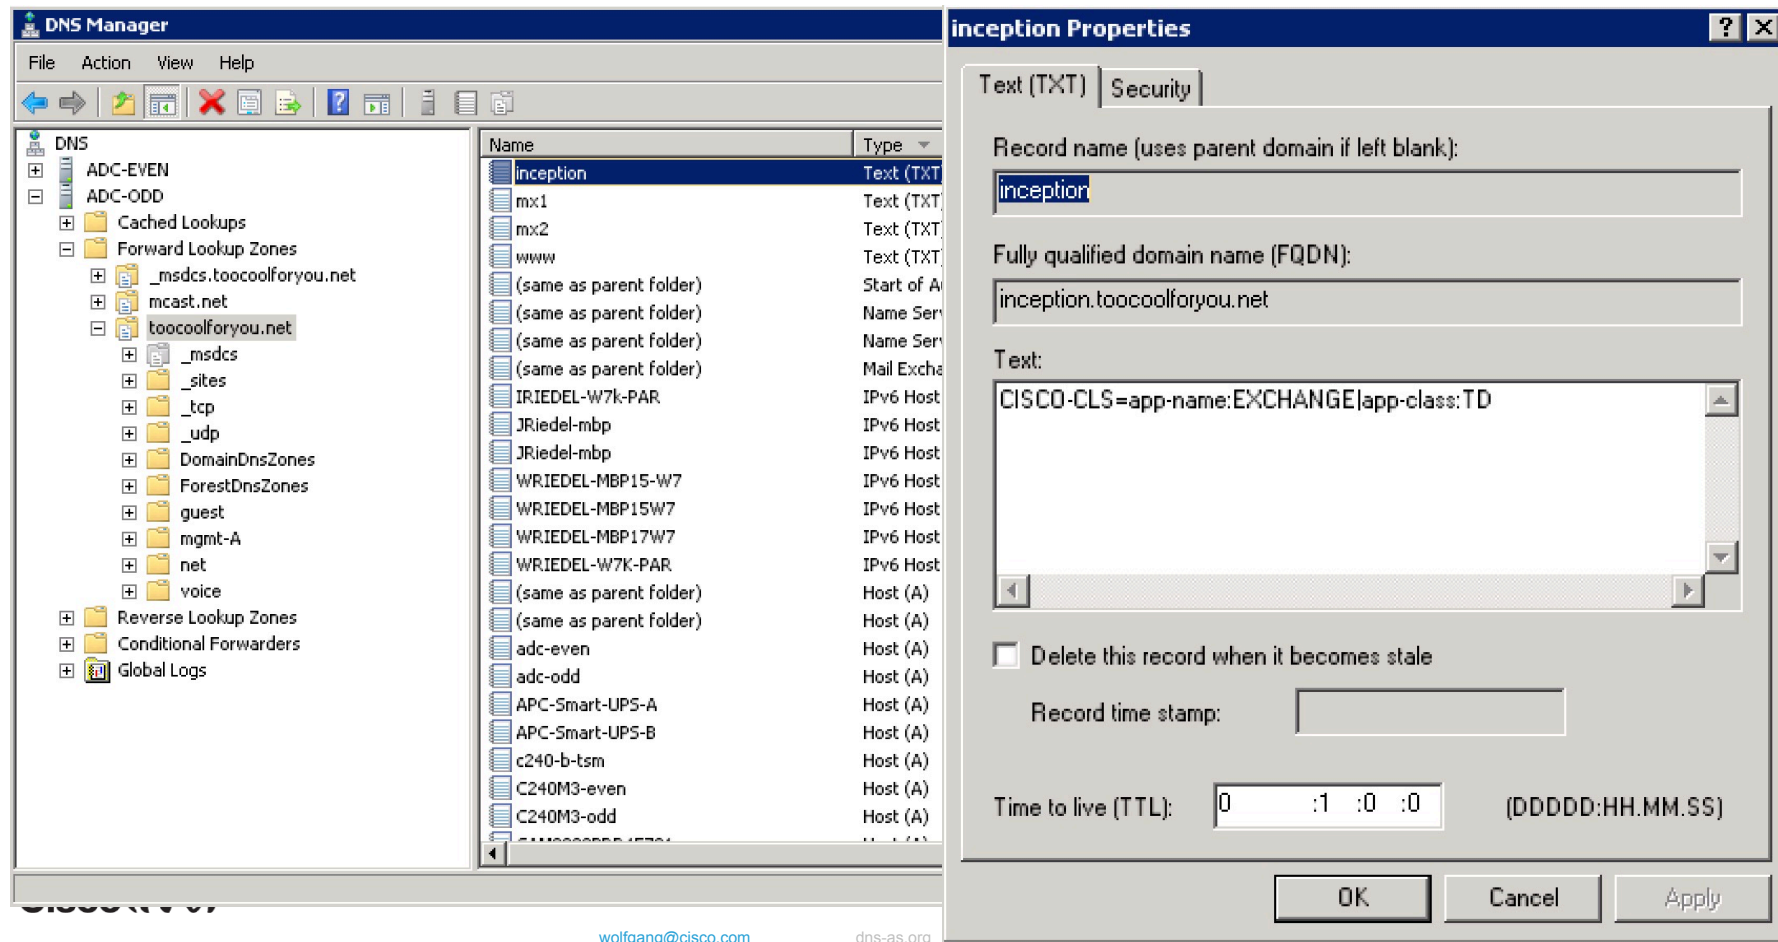 DNS Manager
File Action View Help
DNS
ADC-EVEN
ADC-ODD
Cached Lookups
Forward Lookup Zones
_msdcs.toocoolforyou.net
mcast.net
toocoolforyou.net
_msdcs
_sites
_tcp
_udp
DomainDnsZones
ForestDnsZones
guest
mgmt-A
net
voice
Reverse Lookup Zones
Conditional Forwarders
Global Logs
Name Type
inception Text (TXT
mx1 Text (TXT
mx2 Text (TXT
www Text (TXT
(same as parent folder) Start of A
(same as parent folder) Name Ser
(same as parent folder) Name Ser
(same as parent folder) Mail Excha
IRIEDEL-W7k-PAR IPv6 Host
JRiedel-mbp IPv6 Host
JRiedel-mbp IPv6 Host
WRIEDEL-MBP15-W7 IPv6 Host
WRIEDEL-MBP15W7 IPv6 Host
WRIEDEL-MBP17W7 IPv6 Host
WRIEDEL-W7K-PAR IPv6 Host
(same as parent folder) Host (A)
(same as parent folder) Host (A)
adc-even Host (A)
adc-odd Host (A)
APC-Smart-UPS-A Host (A)
APC-Smart-UPS-B Host (A)
c240-b-tsm Host (A)
C240M3-even Host (A)
C240M3-odd Host (A)
inception Properties
Text (TXT) Security
Record name (uses parent domain if left blank):
inception
Fully qualified domain name (FQDN):
inception.toocoolforyou.net
Text:
CISCO-CLS=app-name:EXCHANGE|app-class:TD
Delete this record when it becomes stale
Record time stamp:
Time to live (TTL): 0 :1 :0 :0 (DDDDD:HH.MM.SS)
OK Cancel Apply
wolfgang@cisco.com dns-as.org